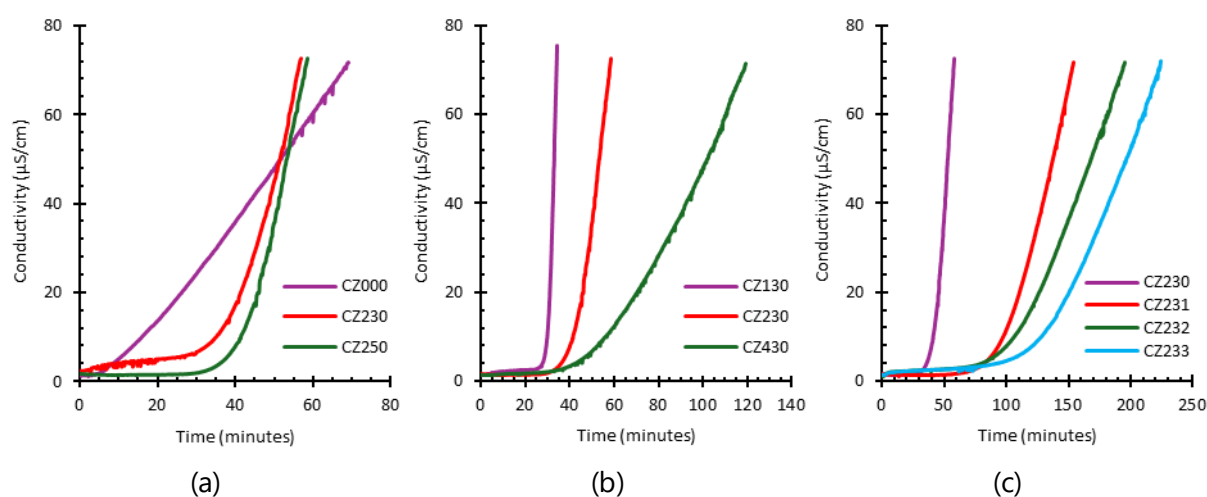 80
60
40
20
0
Conductivity (µS/cm)
CZ000
CZ230
CZ250
0 20 40 60 80
Time (minutes)
(a)
80
60
40
20
0
Conductivity (µS/cm)
CZ130
CZ230
CZ430
0 20 40 60 80 100 120 140
Time (minutes)
(b)
80
60
40
20
0
Conductivity (µS/cm)
CZ230
CZ231
CZ232
CZ233
0 50 100 150 200 250
Time (minutes)
(c)